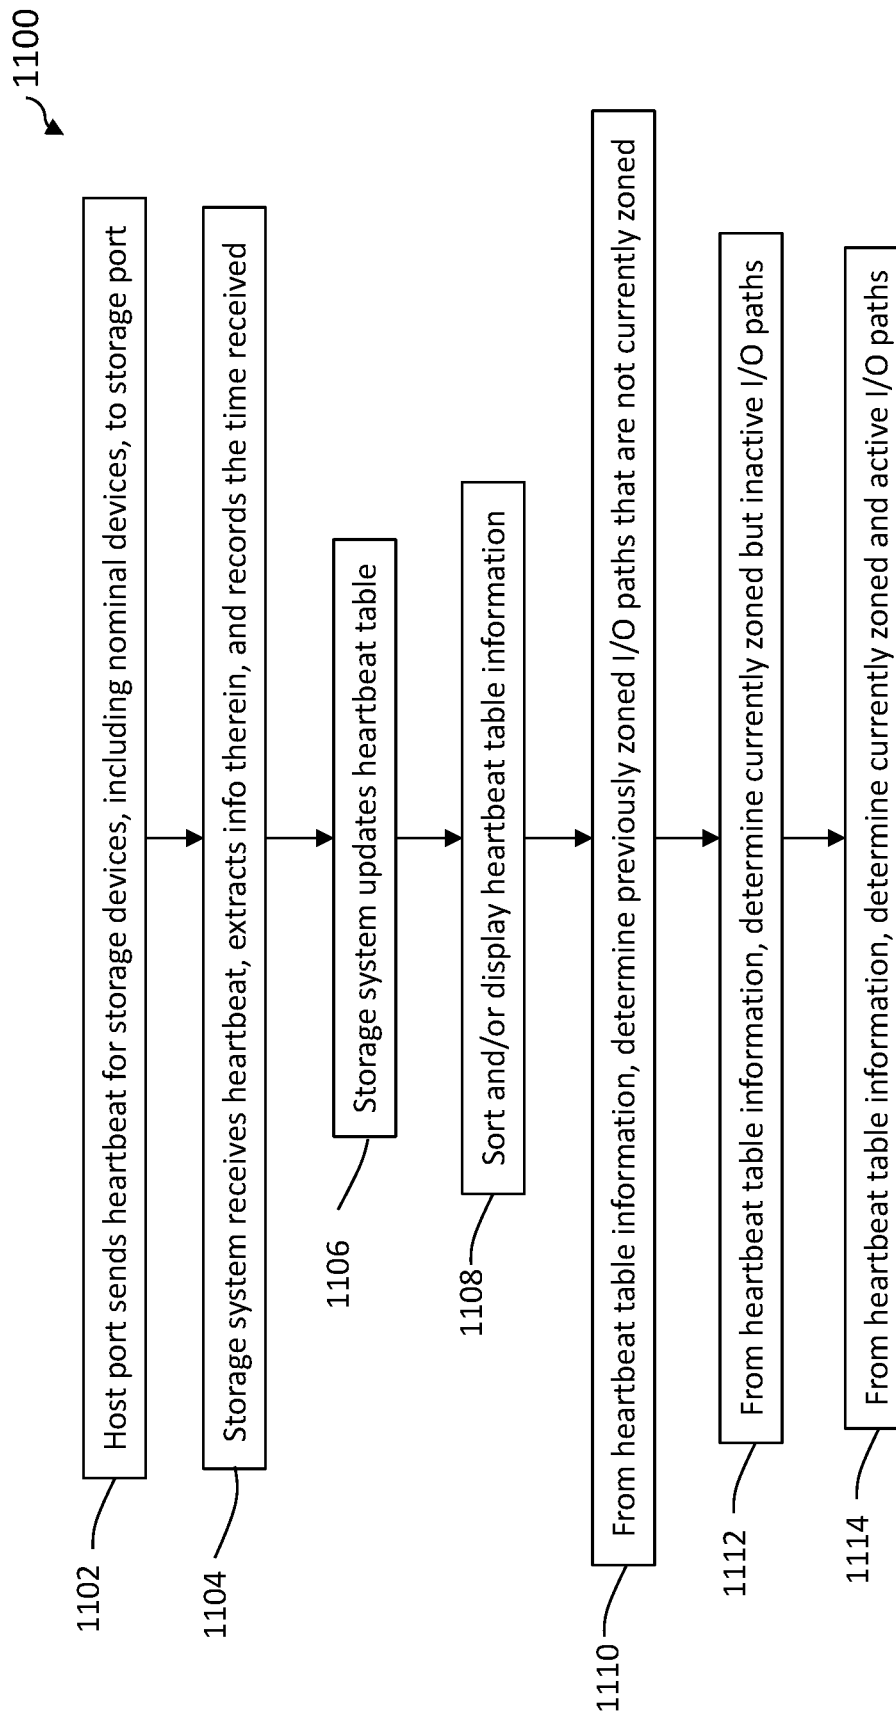 1100
1102
Host port sends heartbeat for storage devices, including nominal devices, to storage port
1104
Storage system receives heartbeat, extracts info therein, and records the time received
1106
Storage system updates heartbeat table
1108
Sort and/or display heartbeat table information
1110
From heartbeat table information, determine previously zoned I/O paths that are not currently zoned
1112
From heartbeat table information, determine currently zoned but inactive I/O paths
1114
From heartbeat table information, determine currently zoned and active I/O paths